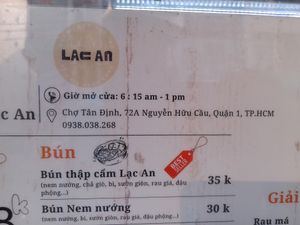 LẠC AN
Giờ mở cửa: 6 : 15 am - 1 pm
Chợ Tân Định, 72A Nguyễn Hữu Cầu, Quận 1, TP.HCM
0938.038.268
ạc An
Bún
BEST
Bún thập cẩm Lạc An 35 k
(nem nướng, chả giò, bì, sườn giòn, rau giá, đậu phộng...)
Bún Nem nướng 30 k
(nem nướng, bì, sườn giòn, rau giá, đậu phộng...)
Giải
Rau má